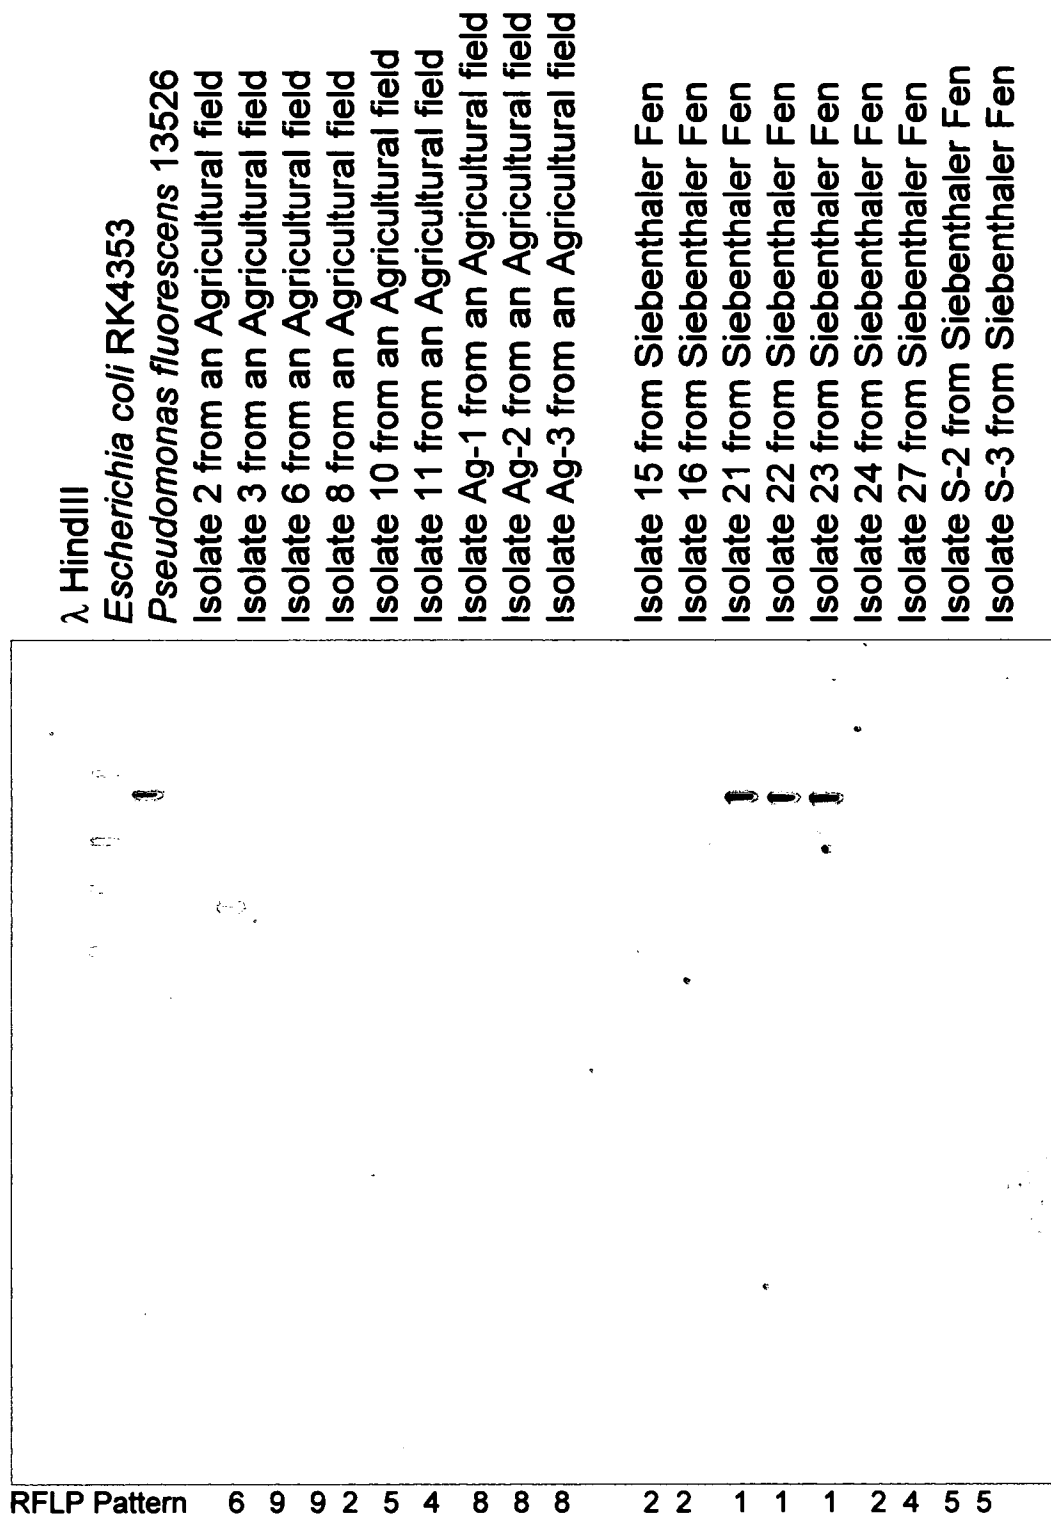 λ HindIII
Escherichia coli RK4353
Pseudomonas fluorescens 13526
Isolate 2 from an Agricultural field
Isolate 3 from an Agricultural field
Isolate 6 from an Agricultural field
Isolate 8 from an Agricultural field
Isolate 10 from an Agricultural field
Isolate 11 from an Agricultural field
Isolate Ag-1 from an Agricultural field
Isolate Ag-2 from an Agricultural field
Isolate Ag-3 from an Agricultural field
Isolate 15 from Siebenthaler Fen
Isolate 16 from Siebenthaler Fen
Isolate 21 from Siebenthaler Fen
Isolate 22 from Siebenthaler Fen
Isolate 23 from Siebenthaler Fen
Isolate 24 from Siebenthaler Fen
Isolate 27 from Siebenthaler Fen
Isolate S-2 from Siebenthaler Fen
Isolate S-3 from Siebenthaler Fen
RFLP Pattern 6 9 9 2 5 4 8 8 8 2 2 1 1 1 2 4 5 5